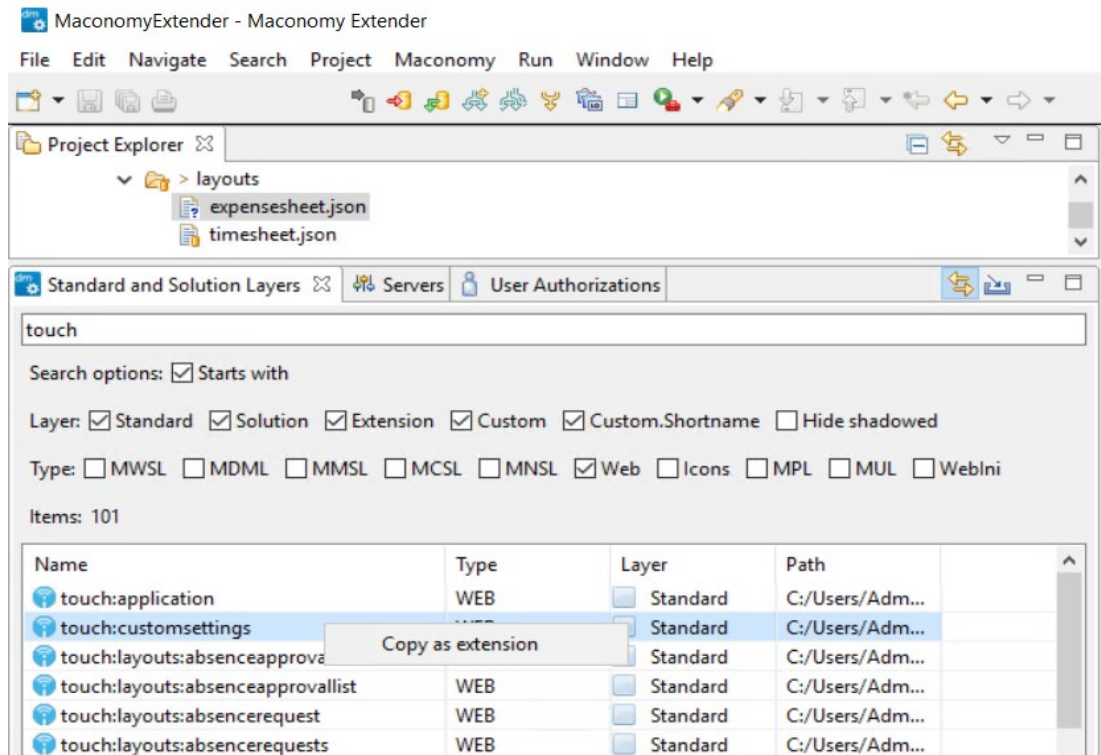 MaconomyExtender - Maconomy Extender
File Edit Navigate Search Project Maconomy Run Window Help
Project Explorer
> layouts
expensesheet.json
timesheet.json
Standard and Solution Layers Servers User Authorizations
touch
Search options: Starts with
Layer: Standard Solution Extension Custom Custom.Shortname Hide shadowed
Type: MWSL MDML MMSL MCSL MNSL Web Icons MPL MUL WebIni
Items: 101
Name Type Layer Path
touch:application WEB Standard C:/Users/Adm...
touch:customsettings Standard C:/Users/Adm...
Copy as extension
touch:layouts:absenceapprova Standard C:/Users/Adm...
touch:layouts:absenceapprovallist WEB Standard C:/Users/Adm...
touch:layouts:absencerequest WEB Standard C:/Users/Adm...
touch:layouts:absencerequests WEB Standard C:/Users/Adm...